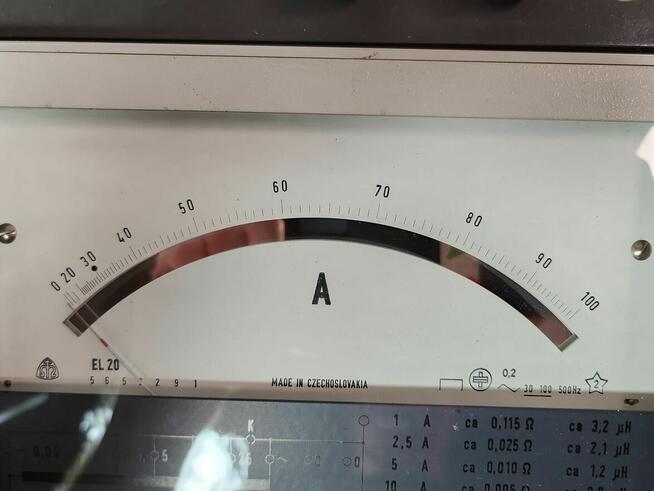 0 20 30 40 50 60 70 80 90 100
A
EL 20
MADE IN CZECHOSLOVAKIA
0,2
30 100 500Hz
2
K
1 A ca 0,115 Ω ca 3,2 μH
2,5 A ca 0,025 Ω ca 2,1 μH
5 A ca 0,010 Ω ca 1,2 μH
10 A